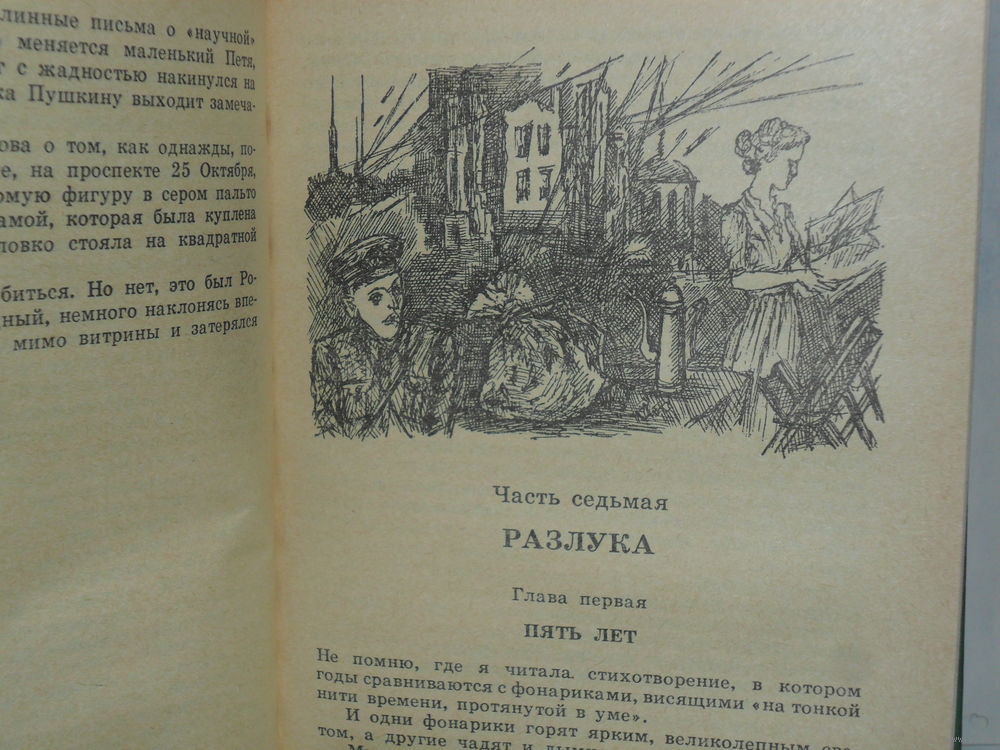 линные письма о «научной»
меняется маленький Петя,
с жадностью накинулся на
ка Пушкину выходит замеча-
ова о том, как однажды, по-
е, на проспекте 25 Октября,
омую фигуру в сером пальто
амой, которая была куплена
ловко стояла на квадратной
биться. Но нет, это был Ро-
ный, немного наклонясь впе-
мимо витрины и затерялся
Часть седьмая
РАЗЛУКА
Глава первая
ПЯТЬ ЛЕТ
Не помню, где я читала стихотворение, в котором
годы сравниваются с фонариками, висящими «на тонкой
нити времени, протянутой в уме».
И одни фонарики горят ярким, великолепным
том, а другие чадят и